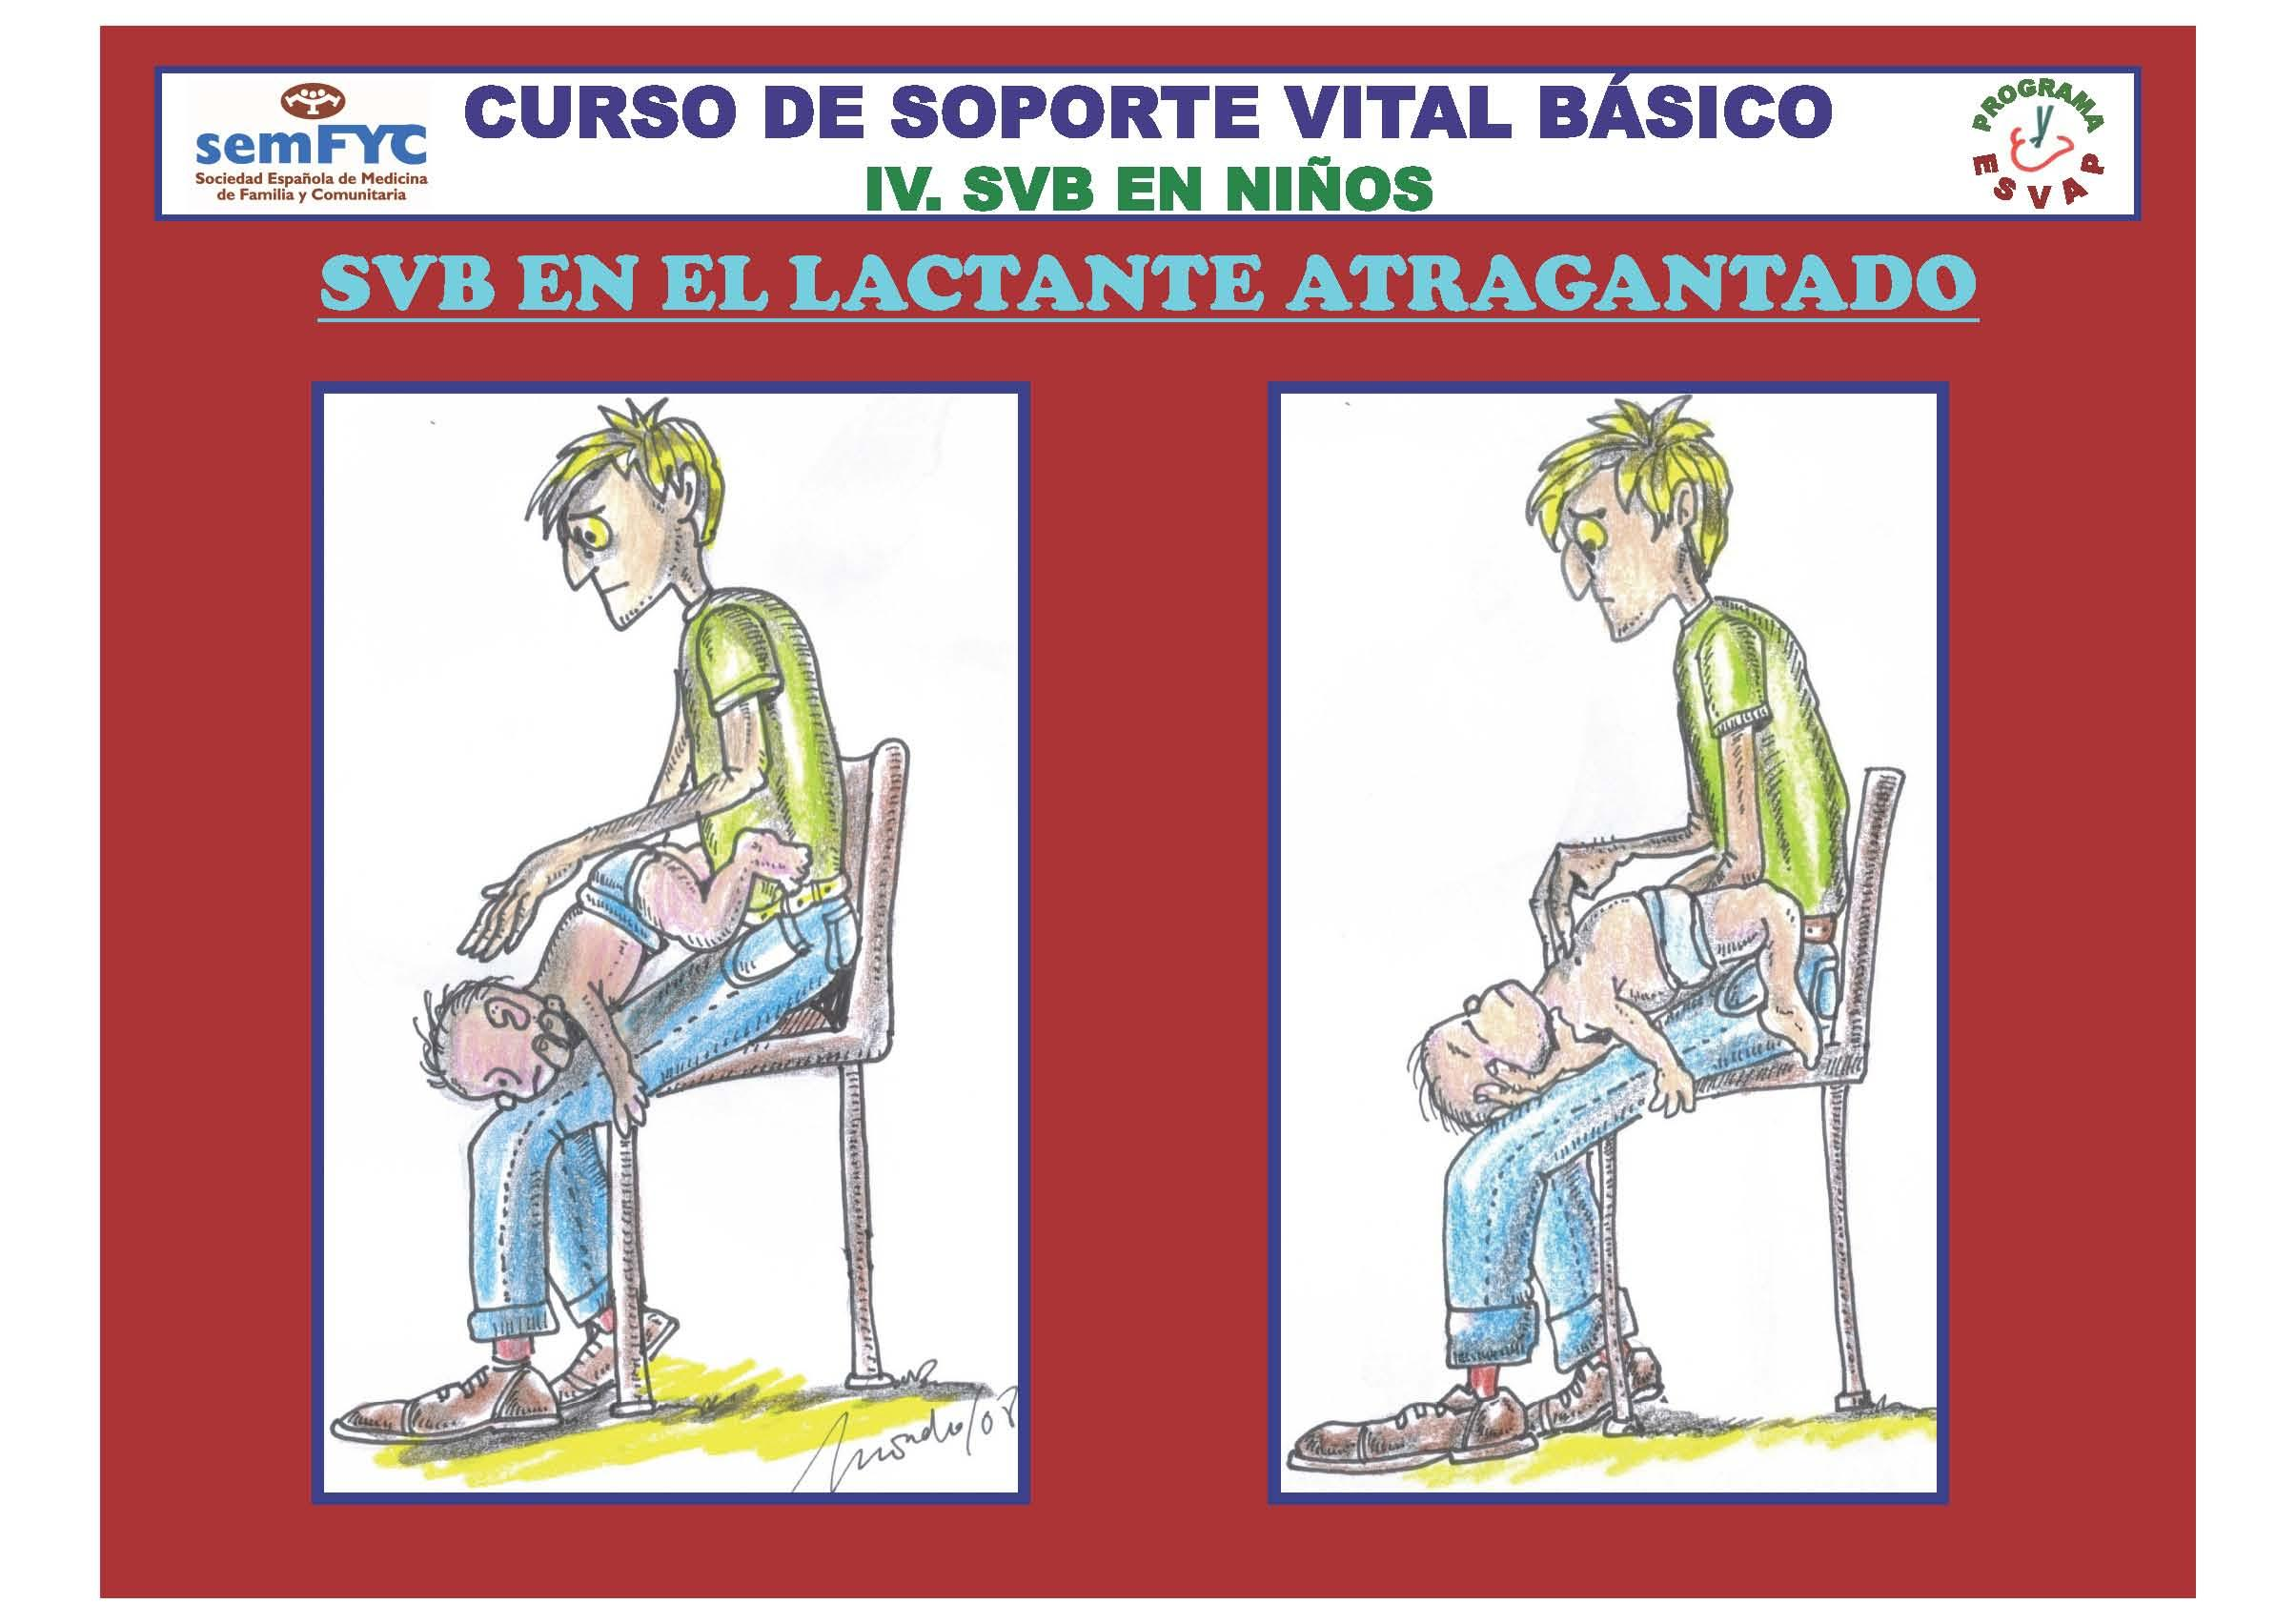 semFYC
Sociedad Española de Medicina
de Familia y Comunitaria
CURSO DE SOPORTE VITAL BÁSICO
IV. SVB EN NIÑOS
PROGRAMA
ESVAP
SVB EN EL LACTANTE ATRAGANTADO